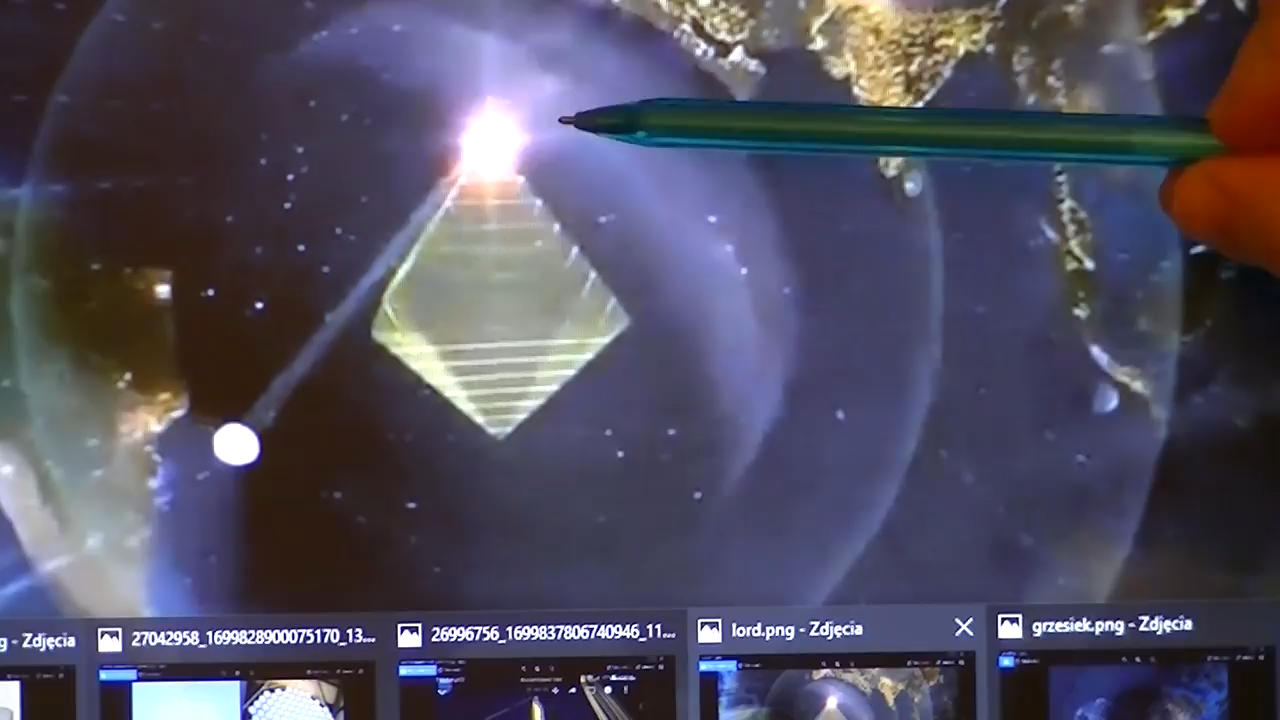 g - Zdjęcia
27042958_1699828900075170_13...
26996756_1699837806740946_11...
lord.png - Zdjęcia
grzesiek.png - Zdjęcia